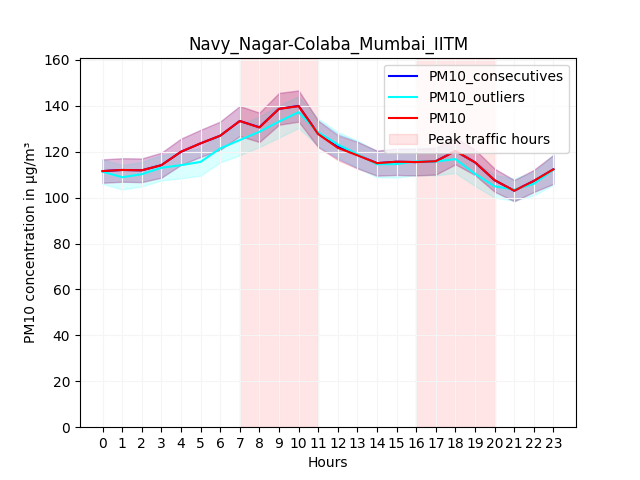 Navy_Nagar-Colaba_Mumbai_IITM
PM10 concentration in µg/m³
160
140
120
100
80
60
40
20
0
PM10_consecutives
PM10_outliers
PM10
Peak traffic hours
0 1 2 3 4 5 6 7 8 9 10 11 12 13 14 15 16 17 18 19 20 21 22 23
Hours